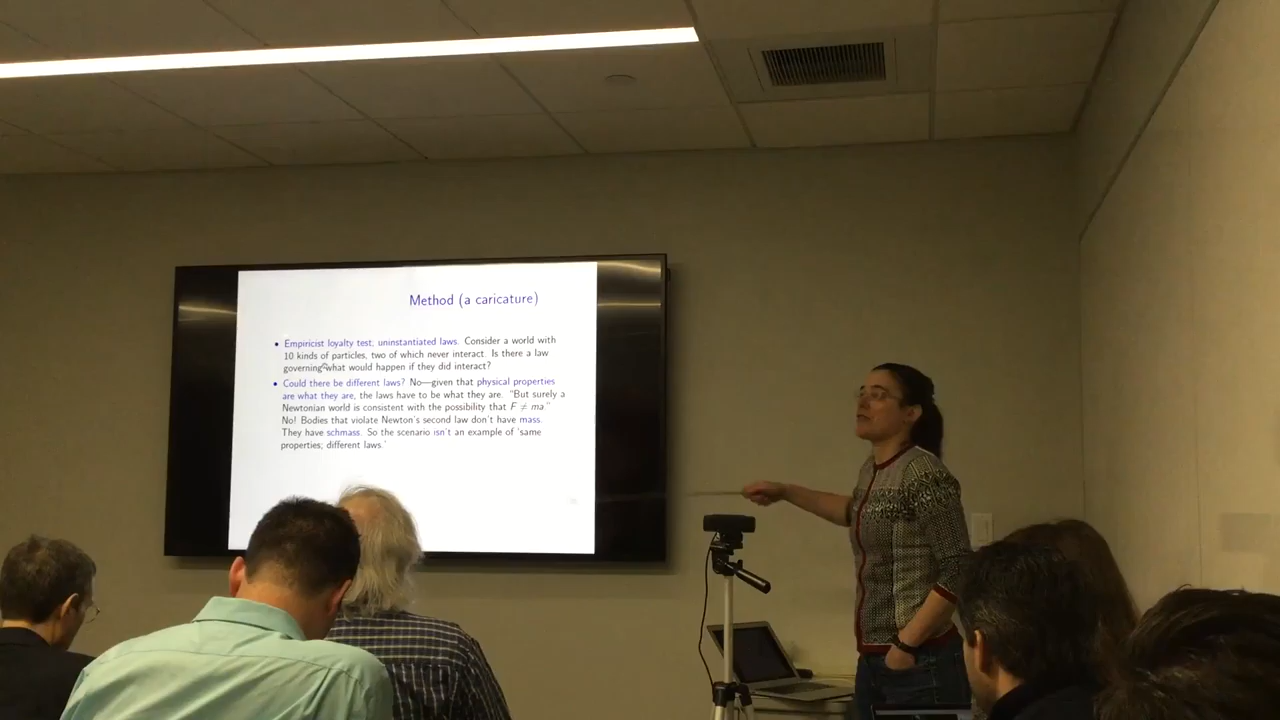 Method (a caricature)
• Empiricist loyalty test; uninstantiated laws. Consider a world with
10 kinds of particles, two of which never interact. Is there a law
governing what would happen if they did interact?
• Could there be different laws? No—given that physical properties
are what they are, the laws have to be what they are. "But surely a
Newtonian world is consistent with the possibility that F ≠ ma"
No! Bodies that violate Newton's second law don't have mass.
They have schmass. So the scenario isn't an example of 'same
properties; different laws.'